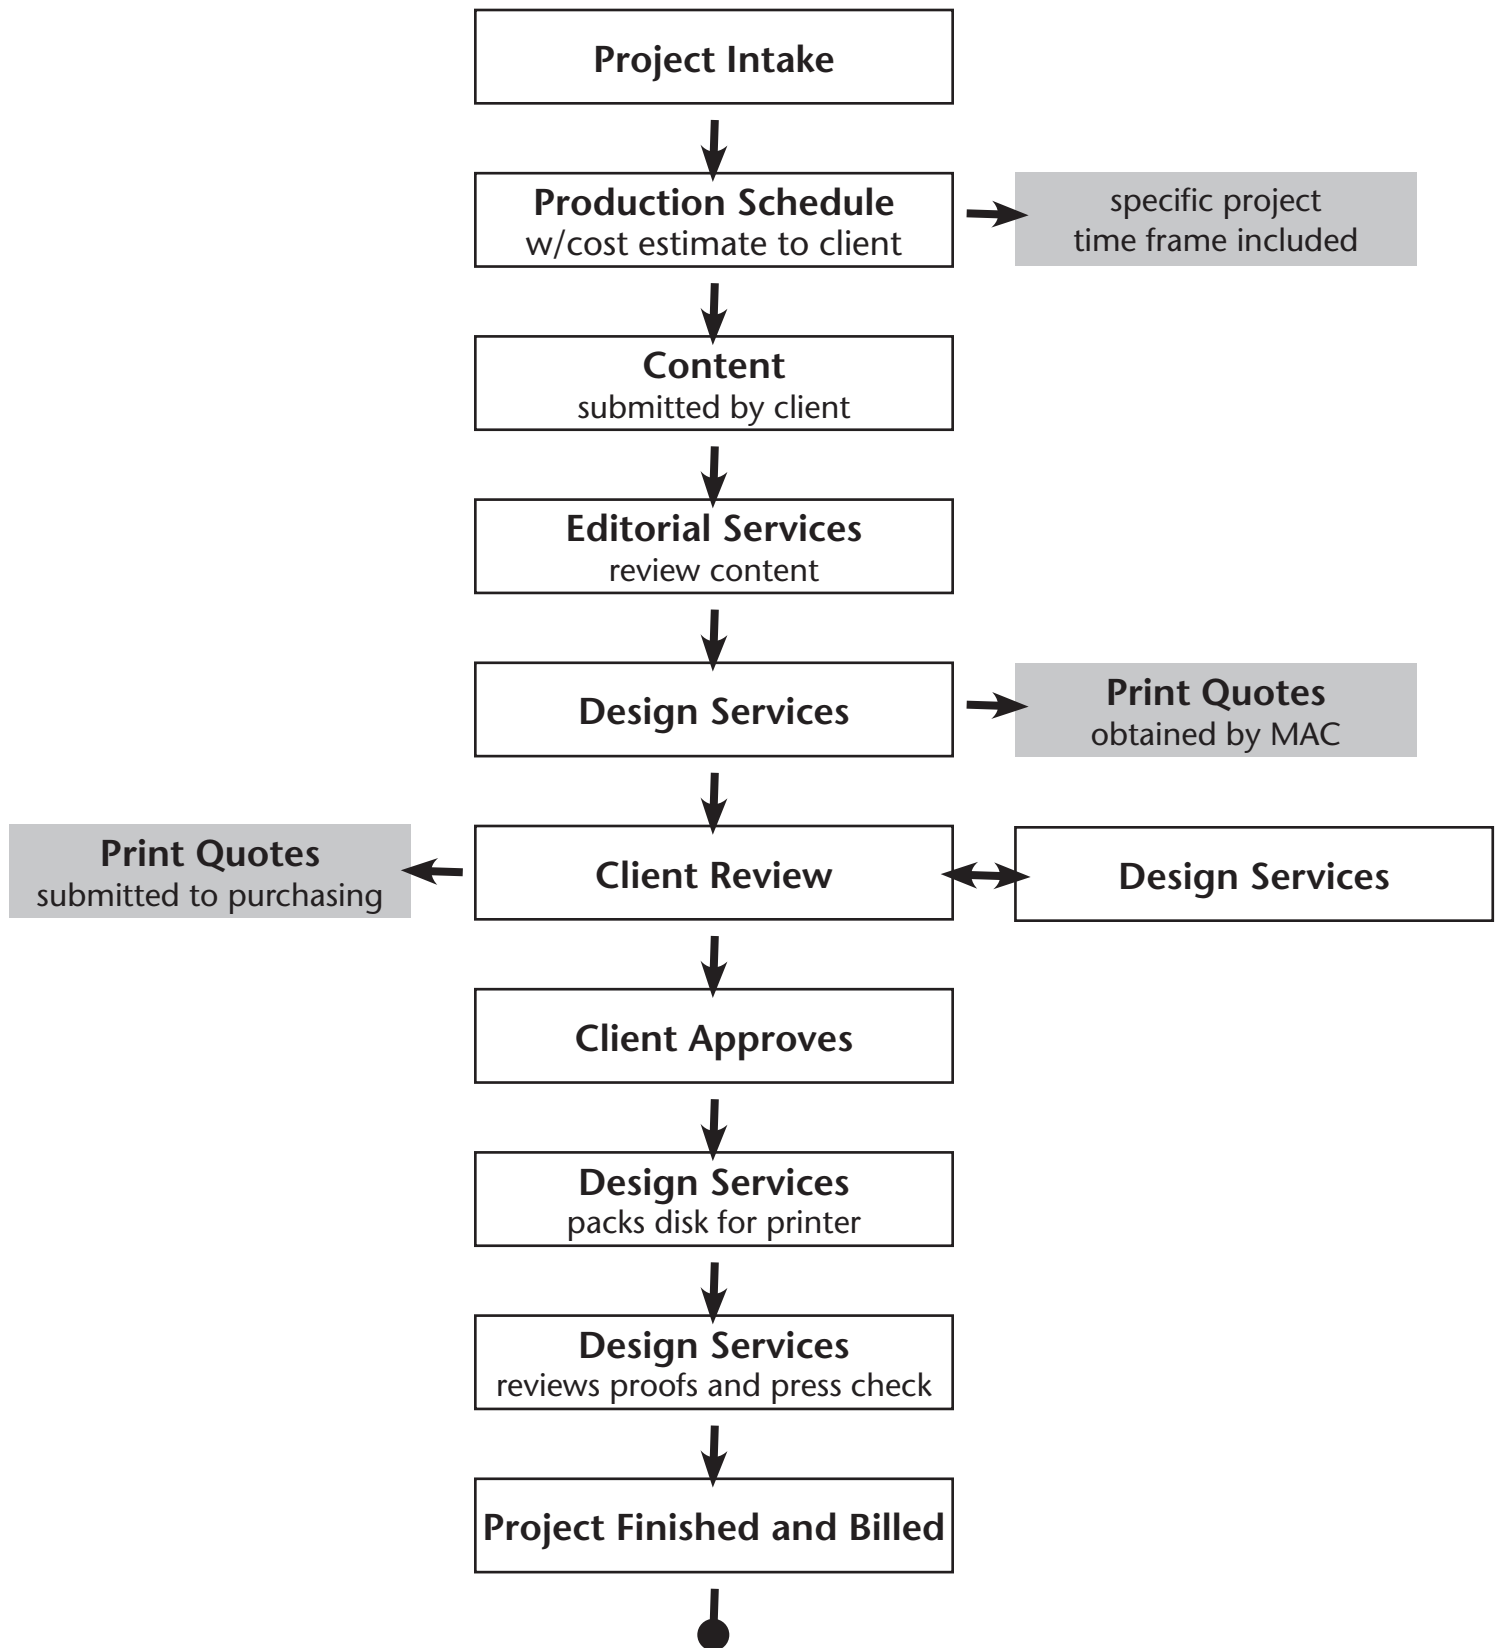 Project Intake
Production Schedule
w/cost estimate to client
specific project
time frame included
Content
submitted by client
Editorial Services
review content
Design Services
Print Quotes
obtained by MAC
Print Quotes
submitted to purchasing
Client Review
Design Services
Client Approves
Design Services
packs disk for printer
Design Services
reviews proofs and press check
Project Finished and Billed